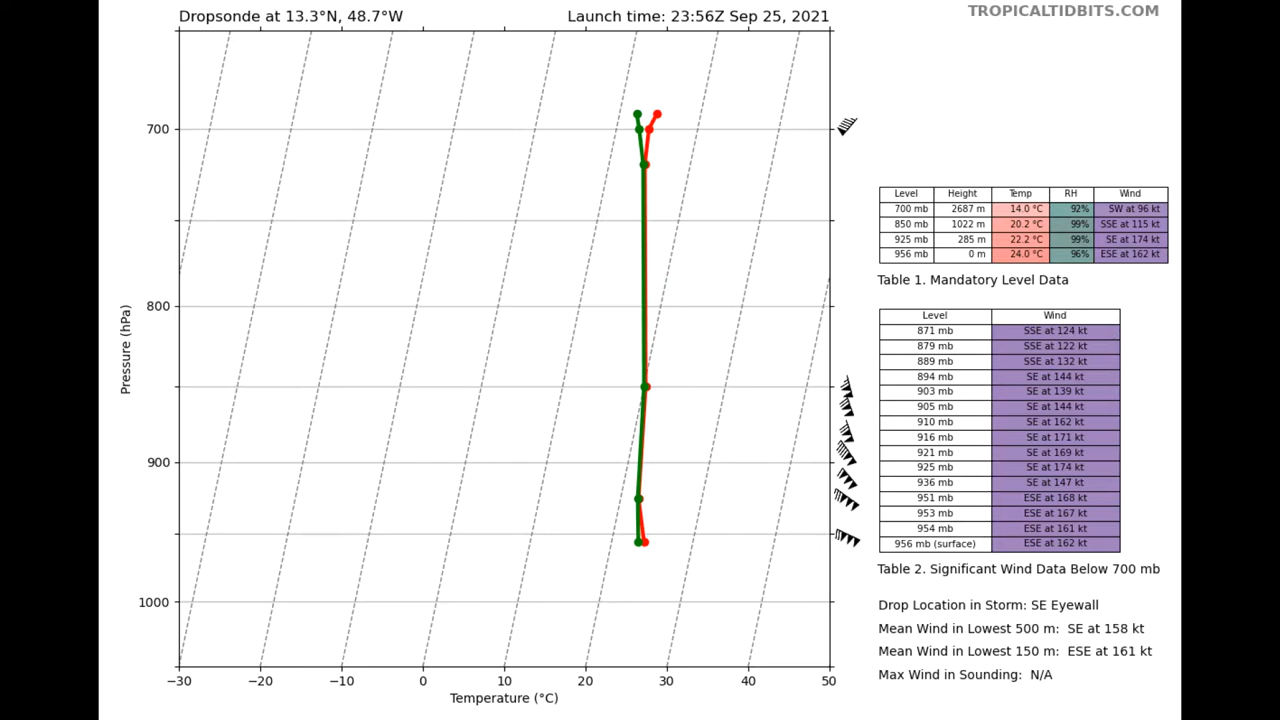 Dropsonde at 13.3°N, 48.7°W Launch time: 23:56Z Sep 25, 2021
TROPICALTIDBITS.COM
700
800
900
1000
Pressure (hPa)
−30 −20 −10 0 10 20 30 40 50
Temperature (°C)
Level Height Temp RH Wind
700 mb 2687 m 14.0 °C 92% SW at 96 kt
850 mb 1022 m 20.2 °C 99% SSE at 115 kt
925 mb 285 m 22.2 °C 99% SE at 174 kt
956 mb 0 m 24.0 °C 96% ESE at 162 kt
Table 1. Mandatory Level Data
Level Wind
871 mb SSE at 124 kt
879 mb SSE at 122 kt
889 mb SSE at 132 kt
894 mb SE at 144 kt
903 mb SE at 139 kt
905 mb SE at 144 kt
910 mb SE at 162 kt
916 mb SE at 171 kt
921 mb SE at 169 kt
925 mb SE at 174 kt
936 mb SE at 147 kt
951 mb ESE at 168 kt
953 mb ESE at 167 kt
954 mb ESE at 161 kt
956 mb (surface) ESE at 162 kt
Table 2. Significant Wind Data Below 700 mb
Drop Location in Storm: SE Eyewall
Mean Wind in Lowest 500 m: SE at 158 kt
Mean Wind in Lowest 150 m: ESE at 161 kt
Max Wind in Sounding: N/A